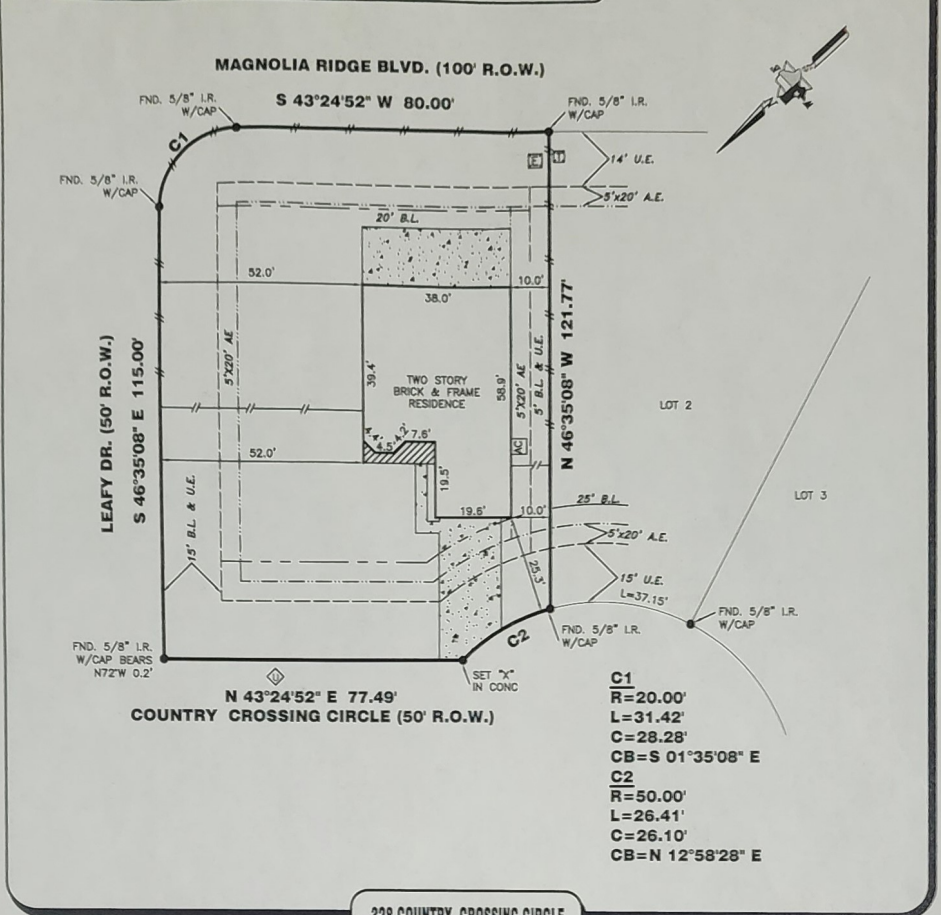 MAGNOLIA RIDGE BLVD. (100' R.O.W.)
S 43°24'52" W 80.00'
FND. 5/8" I.R.
W/CAP
FND. 5/8" I.R.
W/CAP
C1
FND. 5/8" I.R.
W/CAP
E
T
14' U.E.
5'x20' A.E.
20' B.L.
52.0'
10.0'
38.0'
LEAFY DR. (50' R.O.W.)
S 46°35'08" E 115.00'
5'X20' AE
39.4'
TWO STORY
BRICK & FRAME
RESIDENCE
58.9'
5'X20' AE
5' B.L. & U.E.
N 46°35'08" W 121.77'
LOT 2
LOT 3
4.5'
4.2'
7.6'
AC
52.0'
19.5'
19.6'
10.0'
25' B.L.
15' B.L & U.E.
5'x20' A.E.
25.3'
15' U.E.
L=37.15'
FND. 5/8" I.R.
W/CAP
FND. 5/8" I.R.
W/CAP
C2
FND. 5/8" I.R.
W/CAP BEARS
N72°W 0.2'
SET "X"
IN CONC
U
N 43°24'52" E 77.49'
COUNTRY CROSSING CIRCLE (50' R.O.W.)
C1
R=20.00'
L=31.42'
C=28.28'
CB=S 01°35'08" E
C2
R=50.00'
L=26.41'
C=26.10'
CB=N 12°58'28" E
COUNTRY CROSSING CIRCLE